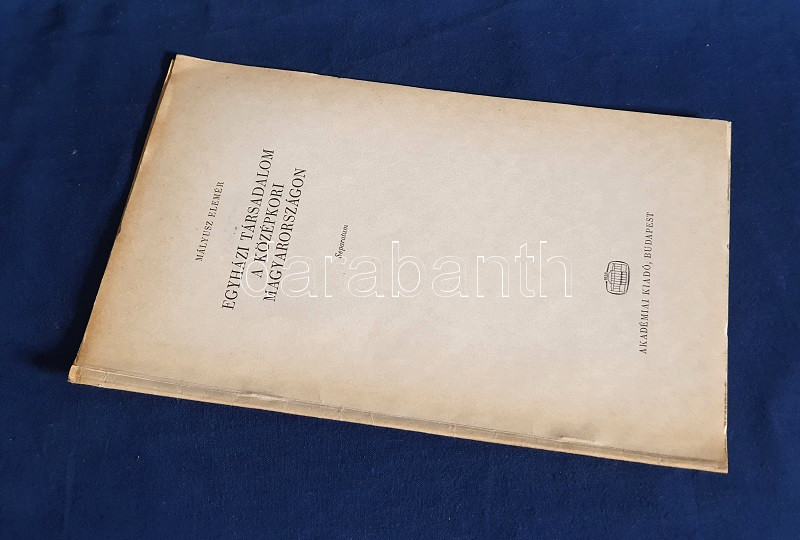 MÁLYUSZ ELEMÉR
EGYHÁZI TÁRSADALOM
A KÖZÉPKORI
MAGYARORSZÁGON
Separatum
AKADÉMIAI KIADÓ, BUDAPEST
darabanth